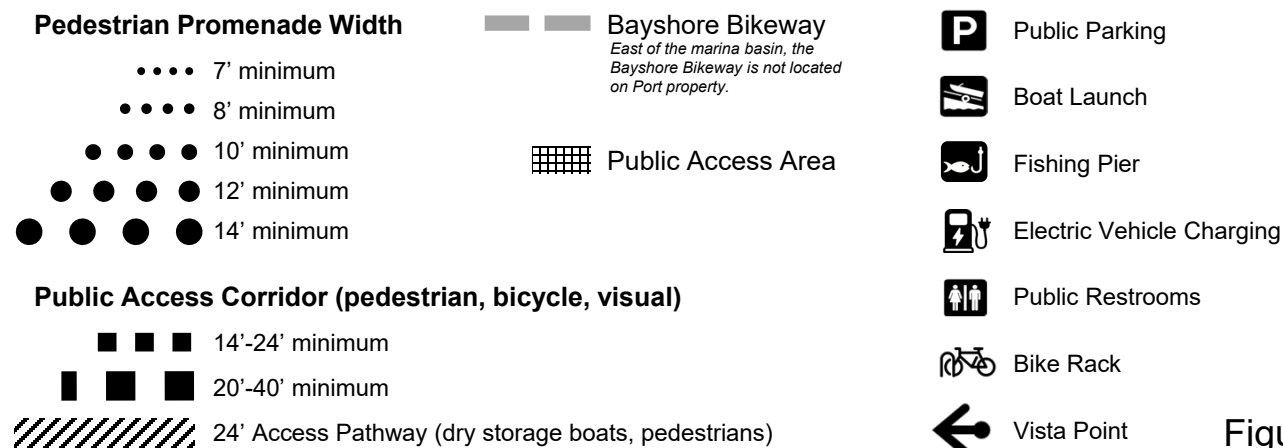 Pedestrian Promenade Width
7’ minimum
8’ minimum
10’ minimum
12’ minimum
14’ minimum
Public Access Corridor (pedestrian, bicycle, visual)
14’-24’ minimum
20’-40’ minimum
24’ Access Pathway (dry storage boats, pedestrians)
Bayshore Bikeway
East of the marina basin, the
Bayshore Bikeway is not located
on Port property.
Public Access Area
P
Public Parking
Boat Launch
Fishing Pier
Electric Vehicle Charging
Public Restrooms
Bike Rack
Vista Point